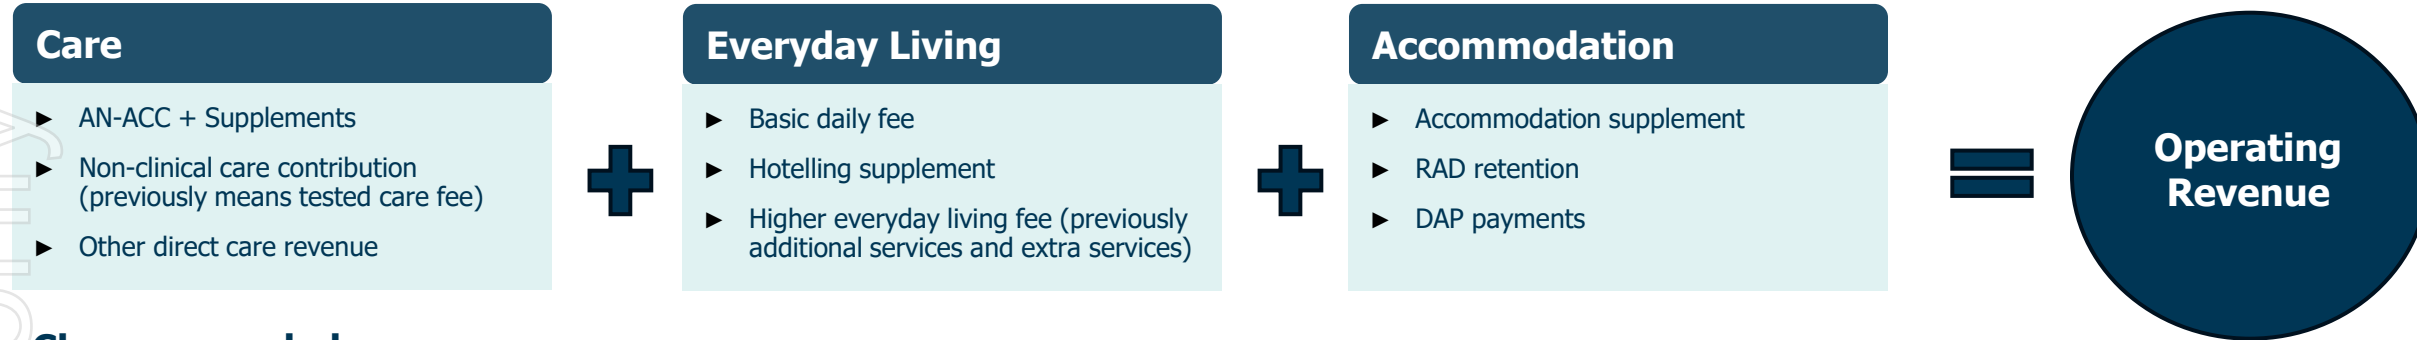 Care
► AN-ACC + Supplements
► Non-clinical care contribution
(previously means tested care fee)
► Other direct care revenue
Everyday Living
► Basic daily fee
► Hotelling supplement
► Higher everyday living fee (previously
additional services and extra services)
Accommodation
► Accommodation supplement
► RAD retention
► DAP payments
Operating
Revenue